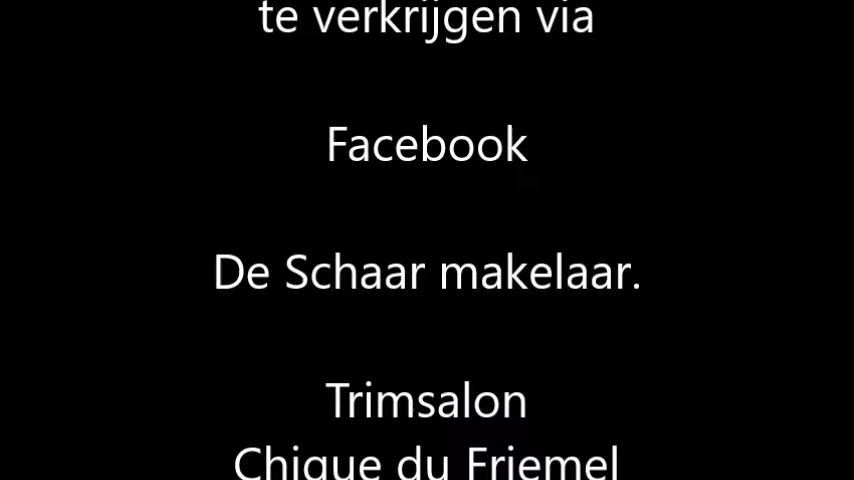 te verkrijgen via
Facebook
De Schaar makelaar.
Trimsalon
Chique du Friemel